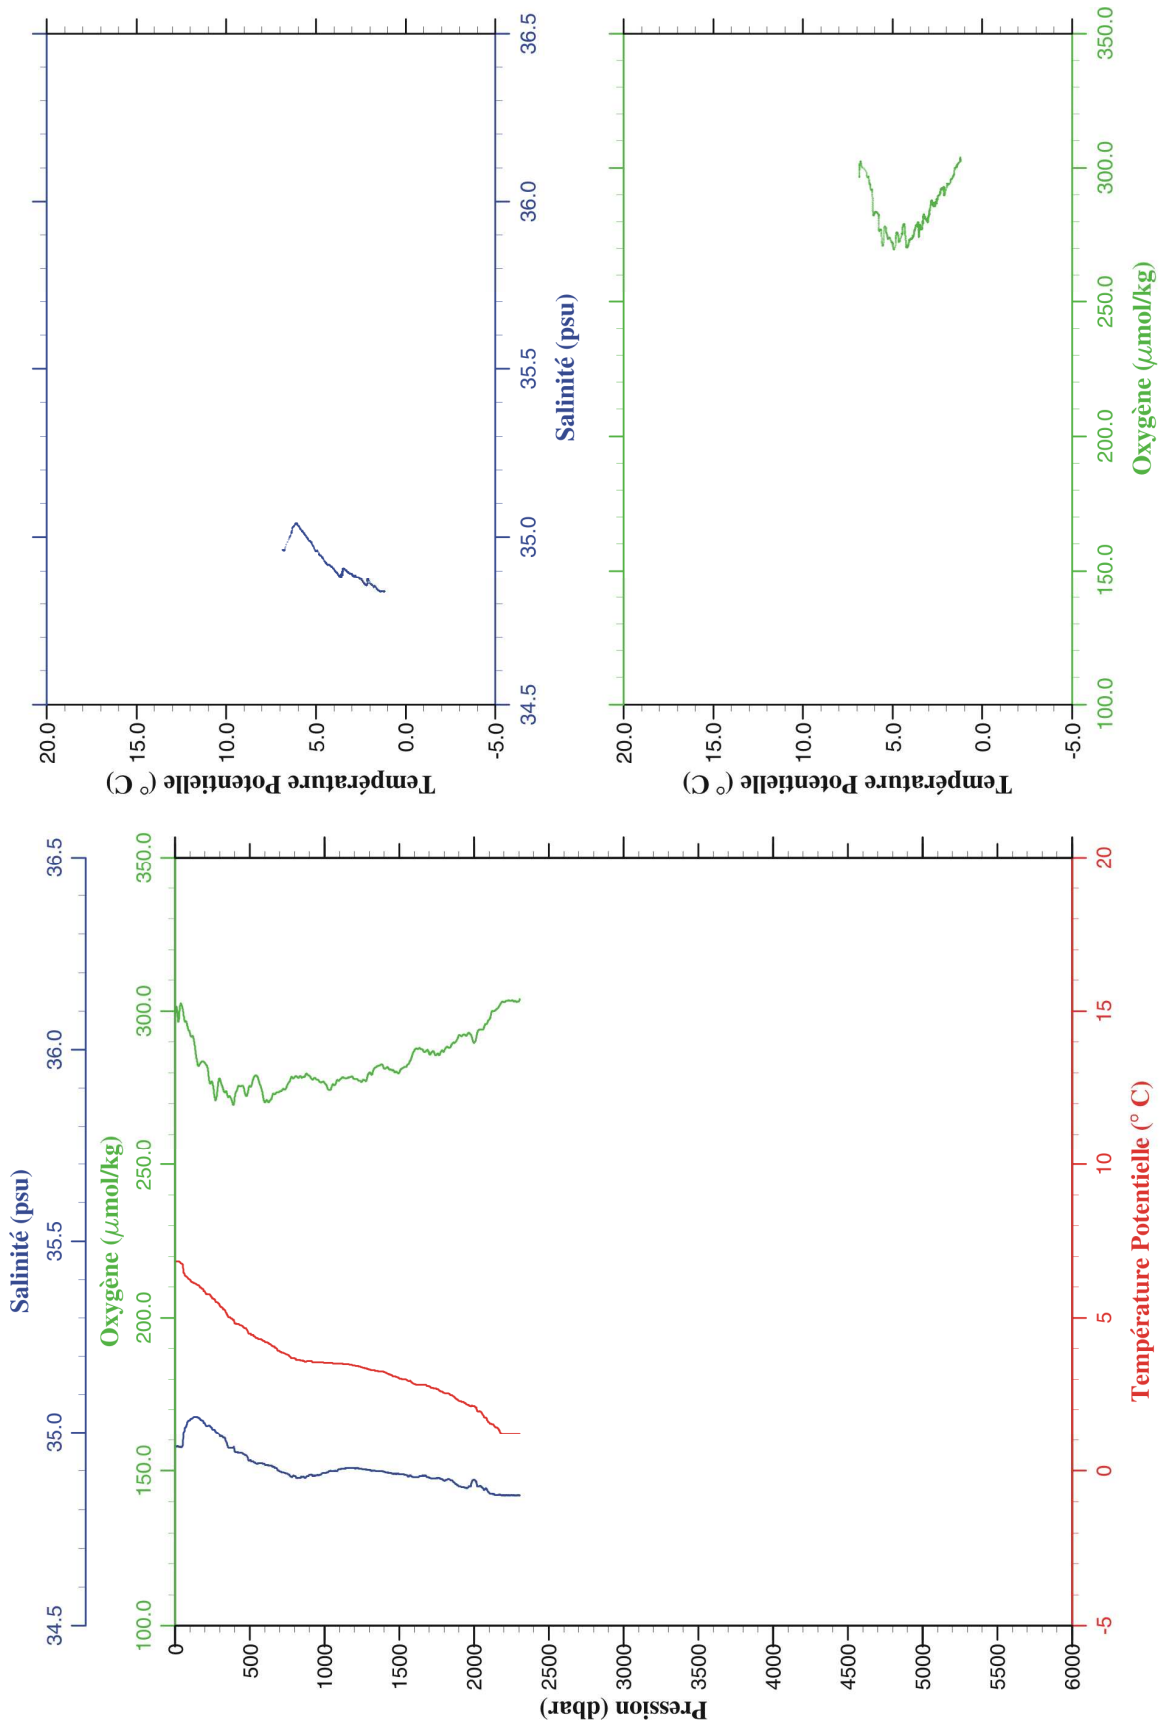 Salinité (psu)
34.5 35.0 35.5 36.0 36.5
Oxygène (μmol/kg)
100.0 150.0 200.0 250.0 300.0 350.0
Pression (dbar)
0
500
1000
1500
2000
2500
3000
3500
4000
4500
5000
5500
6000
-5 0 5 10 15 20
Température Potentielle (° C)
Température Potentielle (° C)
20.0
15.0
10.0
5.0
0.0
-5.0
34.5 35.0 35.5 36.0 36.5
Salinité (psu)
Température Potentielle (° C)
20.0
15.0
10.0
5.0
0.0
-5.0
100.0 150.0 200.0 250.0 300.0 350.0
Oxygène (μmol/kg)